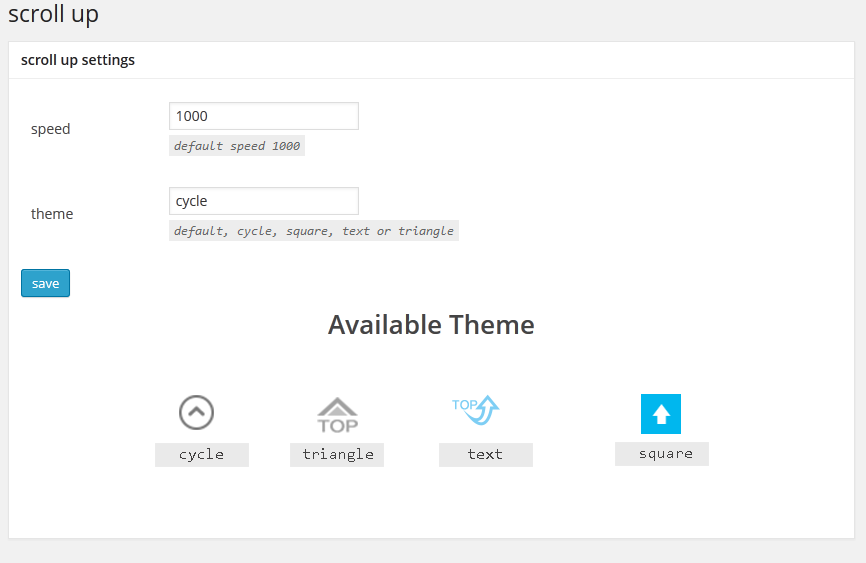 scroll up
scroll up settings
speed
1000
default speed 1000
theme
cycle
default, cycle, square, text or triangle
save
Available Theme
TOP
TOP
cycle
triangle
text
square